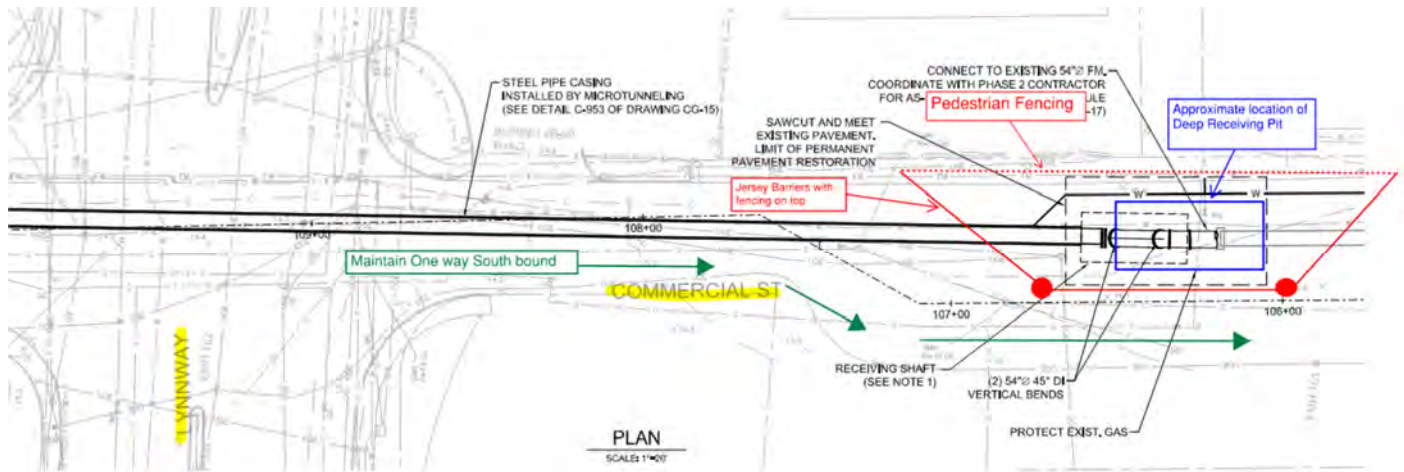 STEEL PIPE CASING
INSTALLED BY MICROTUNNELING
(SEE DETAIL C-953 OF DRAWING CG-15)
CONNECT TO EXISTING 54"Ø FM.
COORDINATE WITH PHASE 2 CONTRACTOR
FOR AS-
ULE
-17)
Pedestrian Fencing
Approximate location of
Deep Receiving Pit
SAWCUT AND MEET
EXISTING PAVEMENT.
LIMIT OF PERMANENT
PAVEMENT RESTORATION
Jersey Barriers with
fencing on top
W
W
109+00
108+00
Maintain One way South bound
COMMERCIAL ST
LYNNWAY
107+00
106+00
RECEIVING SHAFT
(SEE NOTE 1)
(2) 54"Ø 45° DI
VERTICAL BENDS
PROTECT EXIST. GAS
PLAN
SCALE: 1"=20'